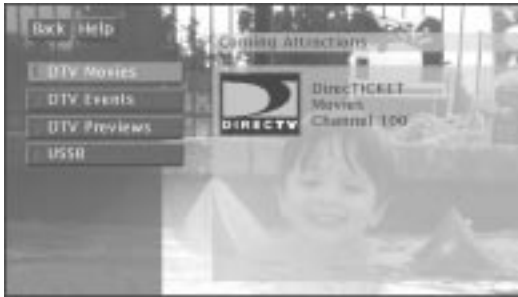 Back Help
Coming Attractions
DTV Movies
DTV Events
DTV Previews
USSB
DIRECTV
DirecTICKET
Movies
Channel 100